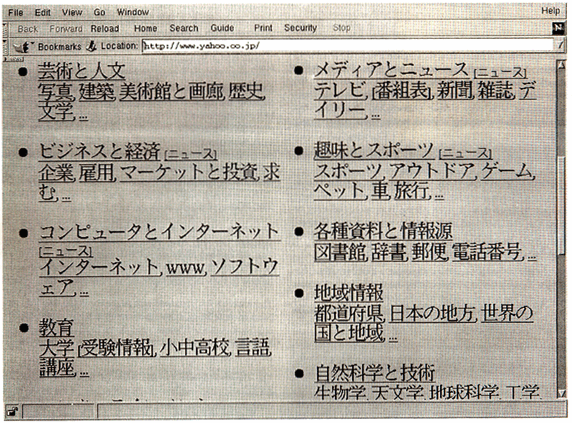 File Edit View Go Window Help
Back Forward Reload Home Search Guide Print Security Stop
Bookmarks Location: http://www.yahoo.co.jp/
芸術と人文
写真, 建築, 美術館と画廊, 歴史,
文学, ...
ビジネスと経済 [ニュース]
企業, 雇用, マーケットと投資, 求
む, ...
コンピュータとインターネット
[ニュース]
インターネット, WWW, ソフトウ
ェア, ...
教育
大学 [受験情報], 小中高校, 言語,
講座, ...
メディアとニュース [ニュース]
テレビ [番組表], 新聞, 雑誌, デ
イリー, ...
趣味とスポーツ [ニュース]
スポーツ, アウトドア, ゲーム,
ペット, 車, 旅行, ...
各種資料と情報源
図書館, 辞書, 郵便, 電話番号, ...
地域情報
都道府県, 日本の地方, 世界の
国と地域, ...
自然科学と技術
生物学, 天文学, 地球科学, 工学,